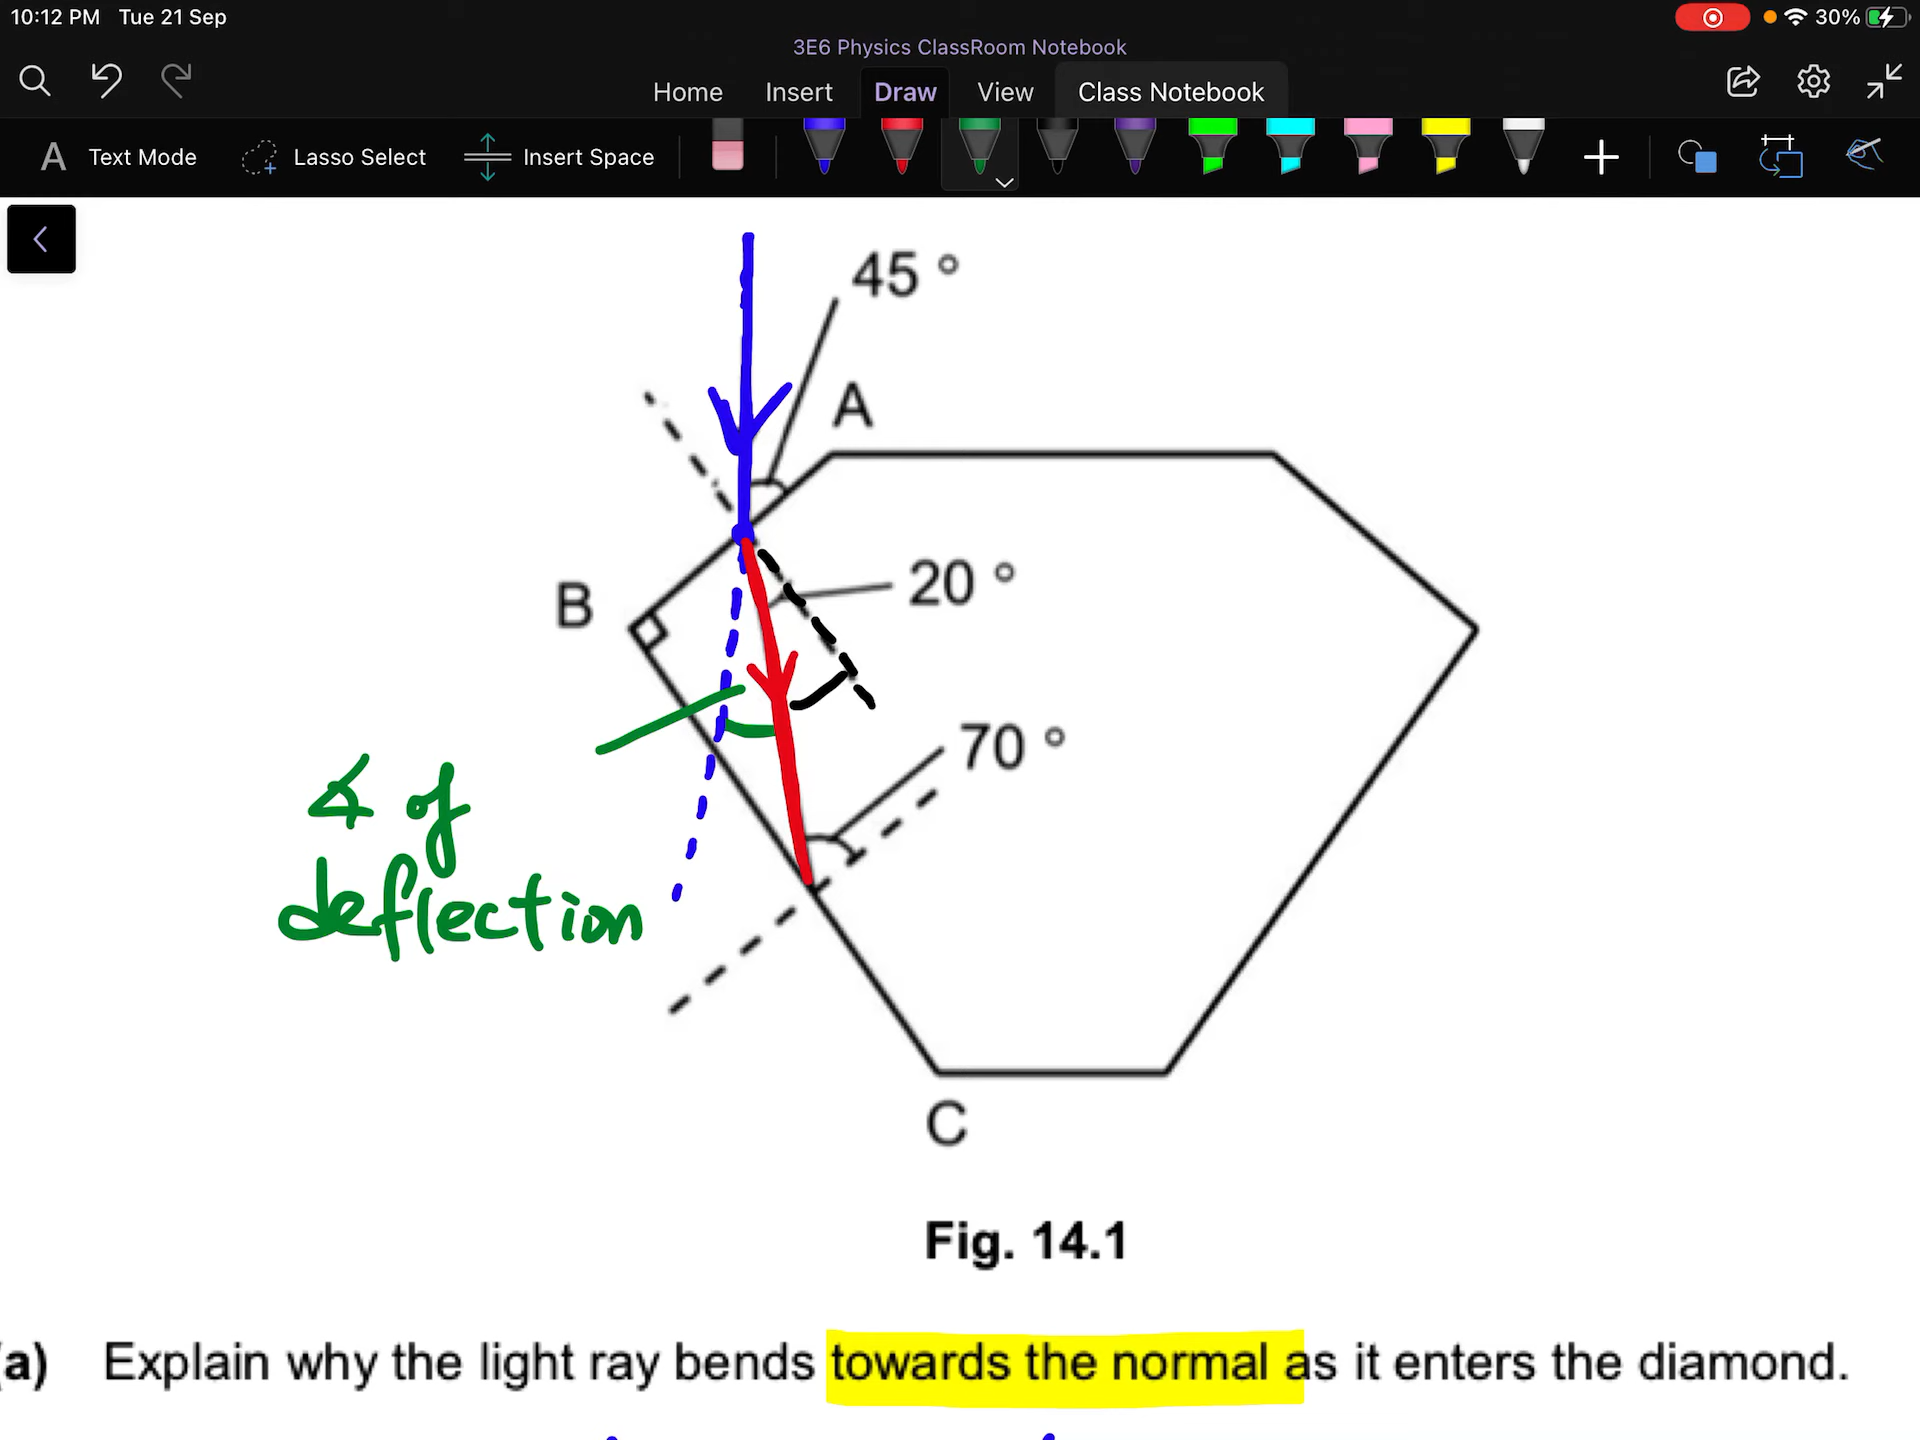 10:12 PM Tue 21 Sep
30%
3E6 Physics ClassRoom Notebook
Home Insert Draw View Class Notebook
A Text Mode Lasso Select Insert Space
45 °
A
20 °
B
70 °
∡ of
deflection
C
Fig. 14.1
a) Explain why the light ray bends towards the normal as it enters the diamond.